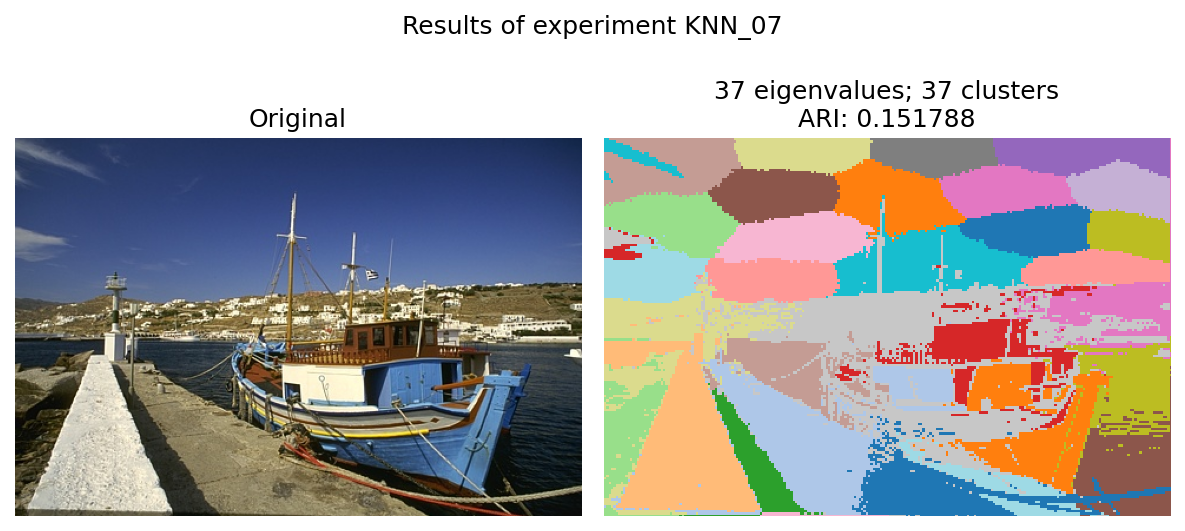 Results of experiment KNN_07
Original
37 eigenvalues; 37 clusters
ARI: 0.151788